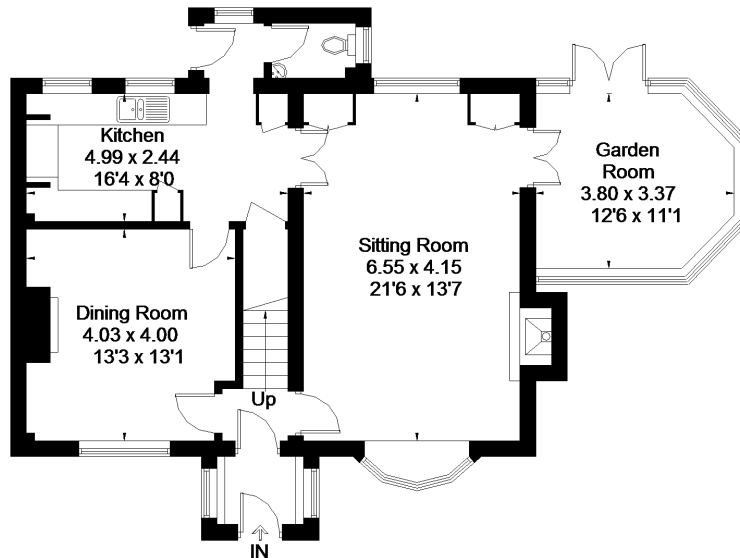 Kitchen
4.99 x 2.44
16'4 x 8'0
Garden
Room
3.80 x 3.37
12'6 x 11'1
Sitting Room
6.55 x 4.15
21'6 x 13'7
Dining Room
4.03 x 4.00
13'3 x 13'1
Up
IN